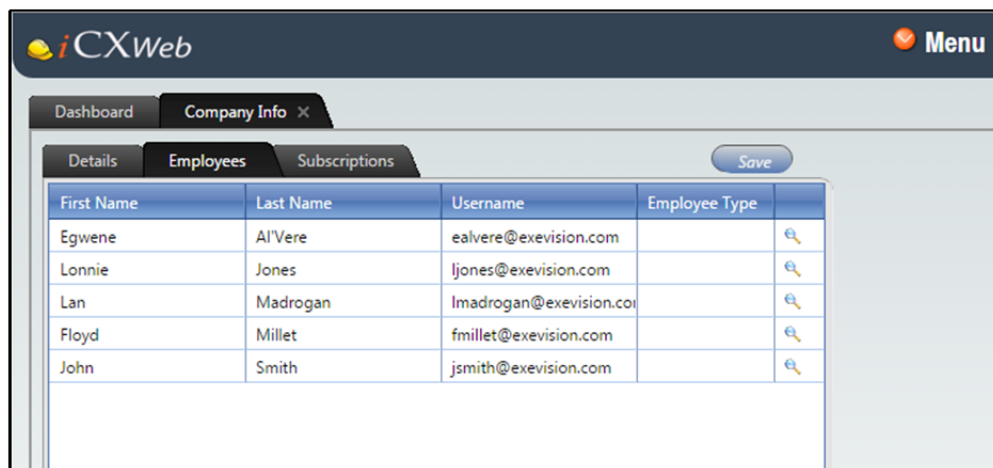 iCXWeb
Menu
Dashboard Company Info
Details Employees Subscriptions Save
First Name Last Name Username Employee Type
Egwene Al'Vere ealvere@exevision.com
Lonnie Jones ljones@exevision.com
Lan Madrogan lmadrogan@exevision.co
Floyd Millet fmillet@exevision.com
John Smith jsmith@exevision.com